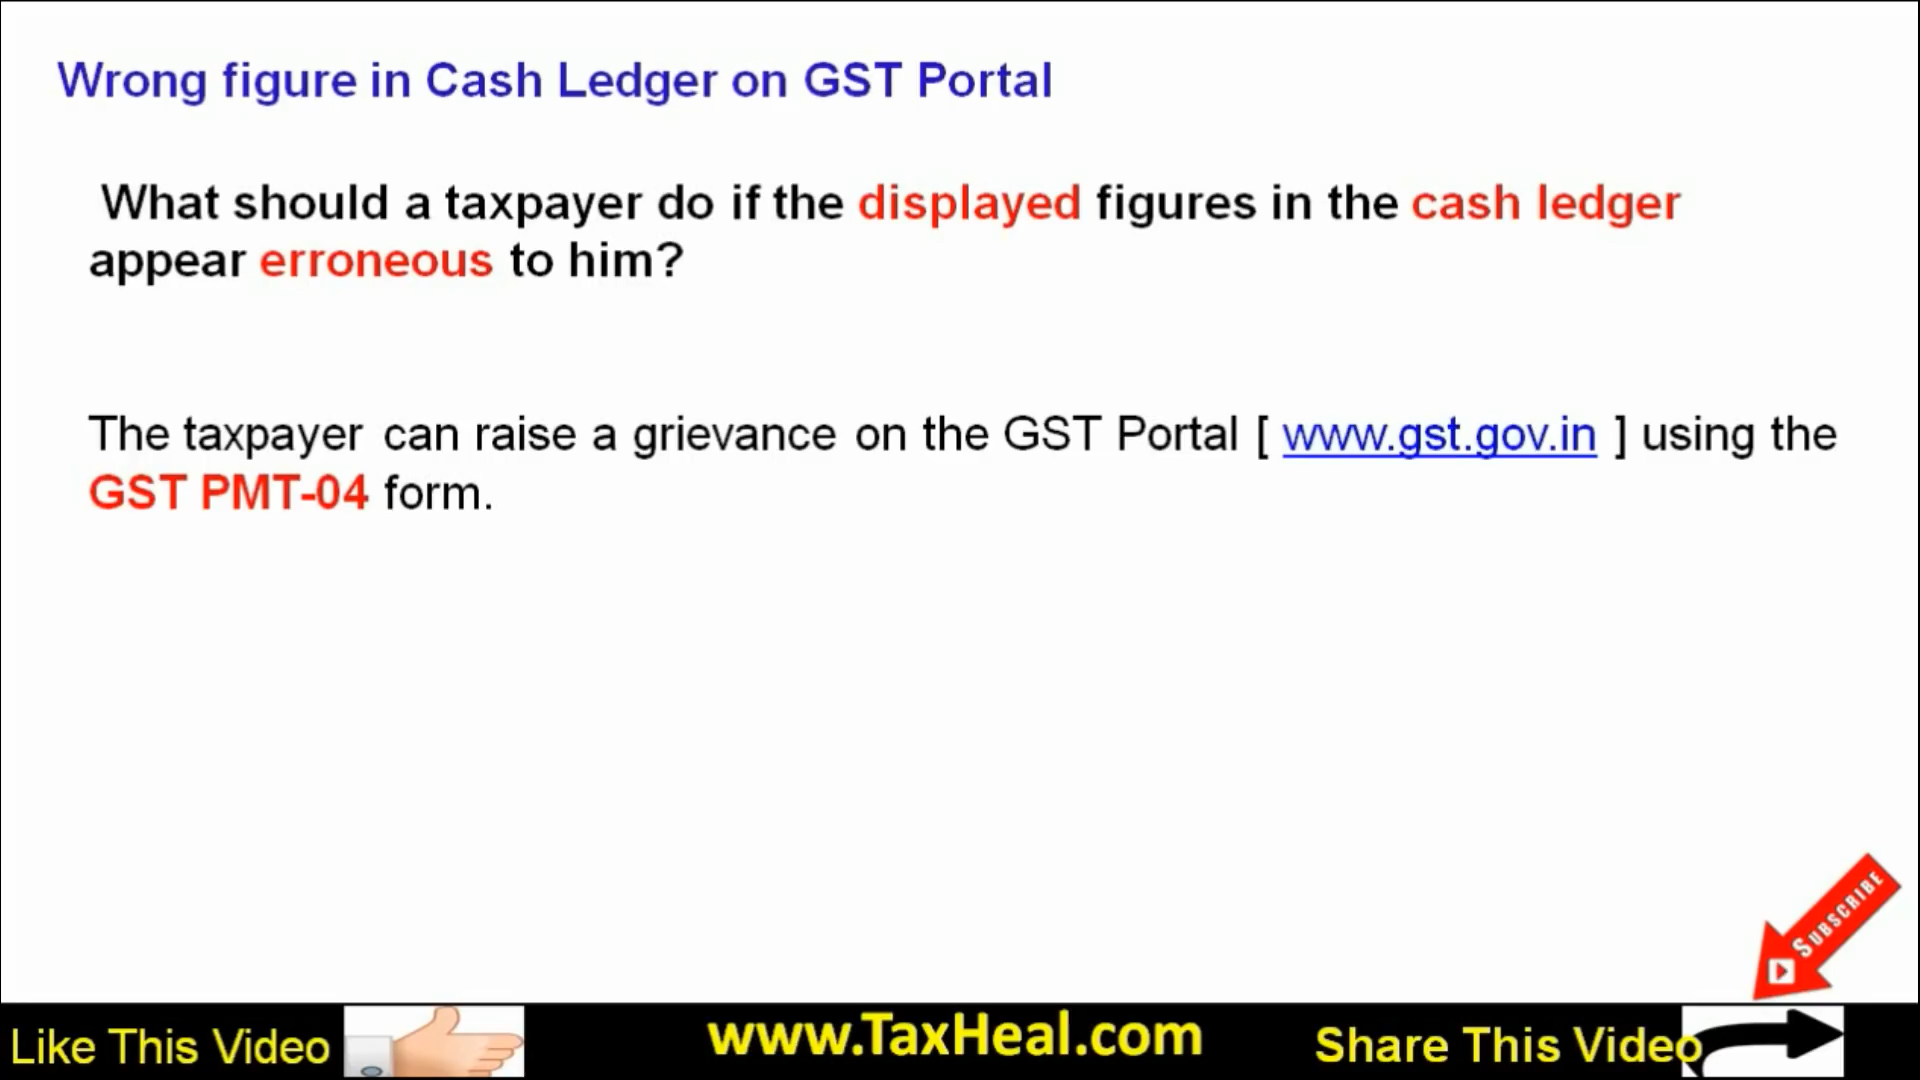 Wrong figure in Cash Ledger on GST Portal
What should a taxpayer do if the displayed figures in the cash ledger
appear erroneous to him?
The taxpayer can raise a grievance on the GST Portal [ www.gst.gov.in ] using the
GST PMT-04 form.
SUBSCRIBE
Like This Video
www.TaxHeal.com
Share This Video